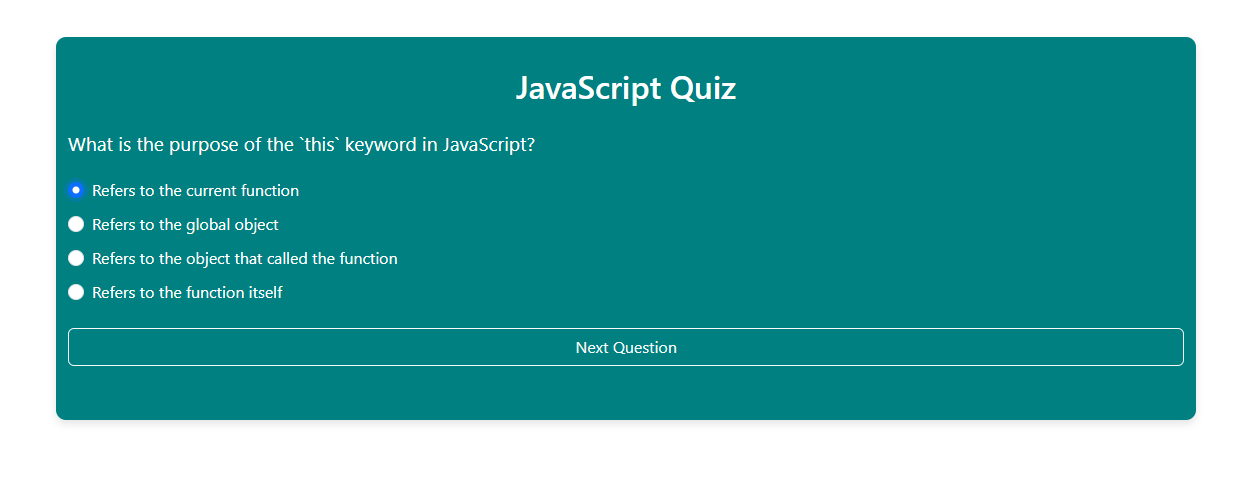 JavaScript Quiz
What is the purpose of the `this` keyword in JavaScript?
Refers to the current function
Refers to the global object
Refers to the object that called the function
Refers to the function itself
Next Question